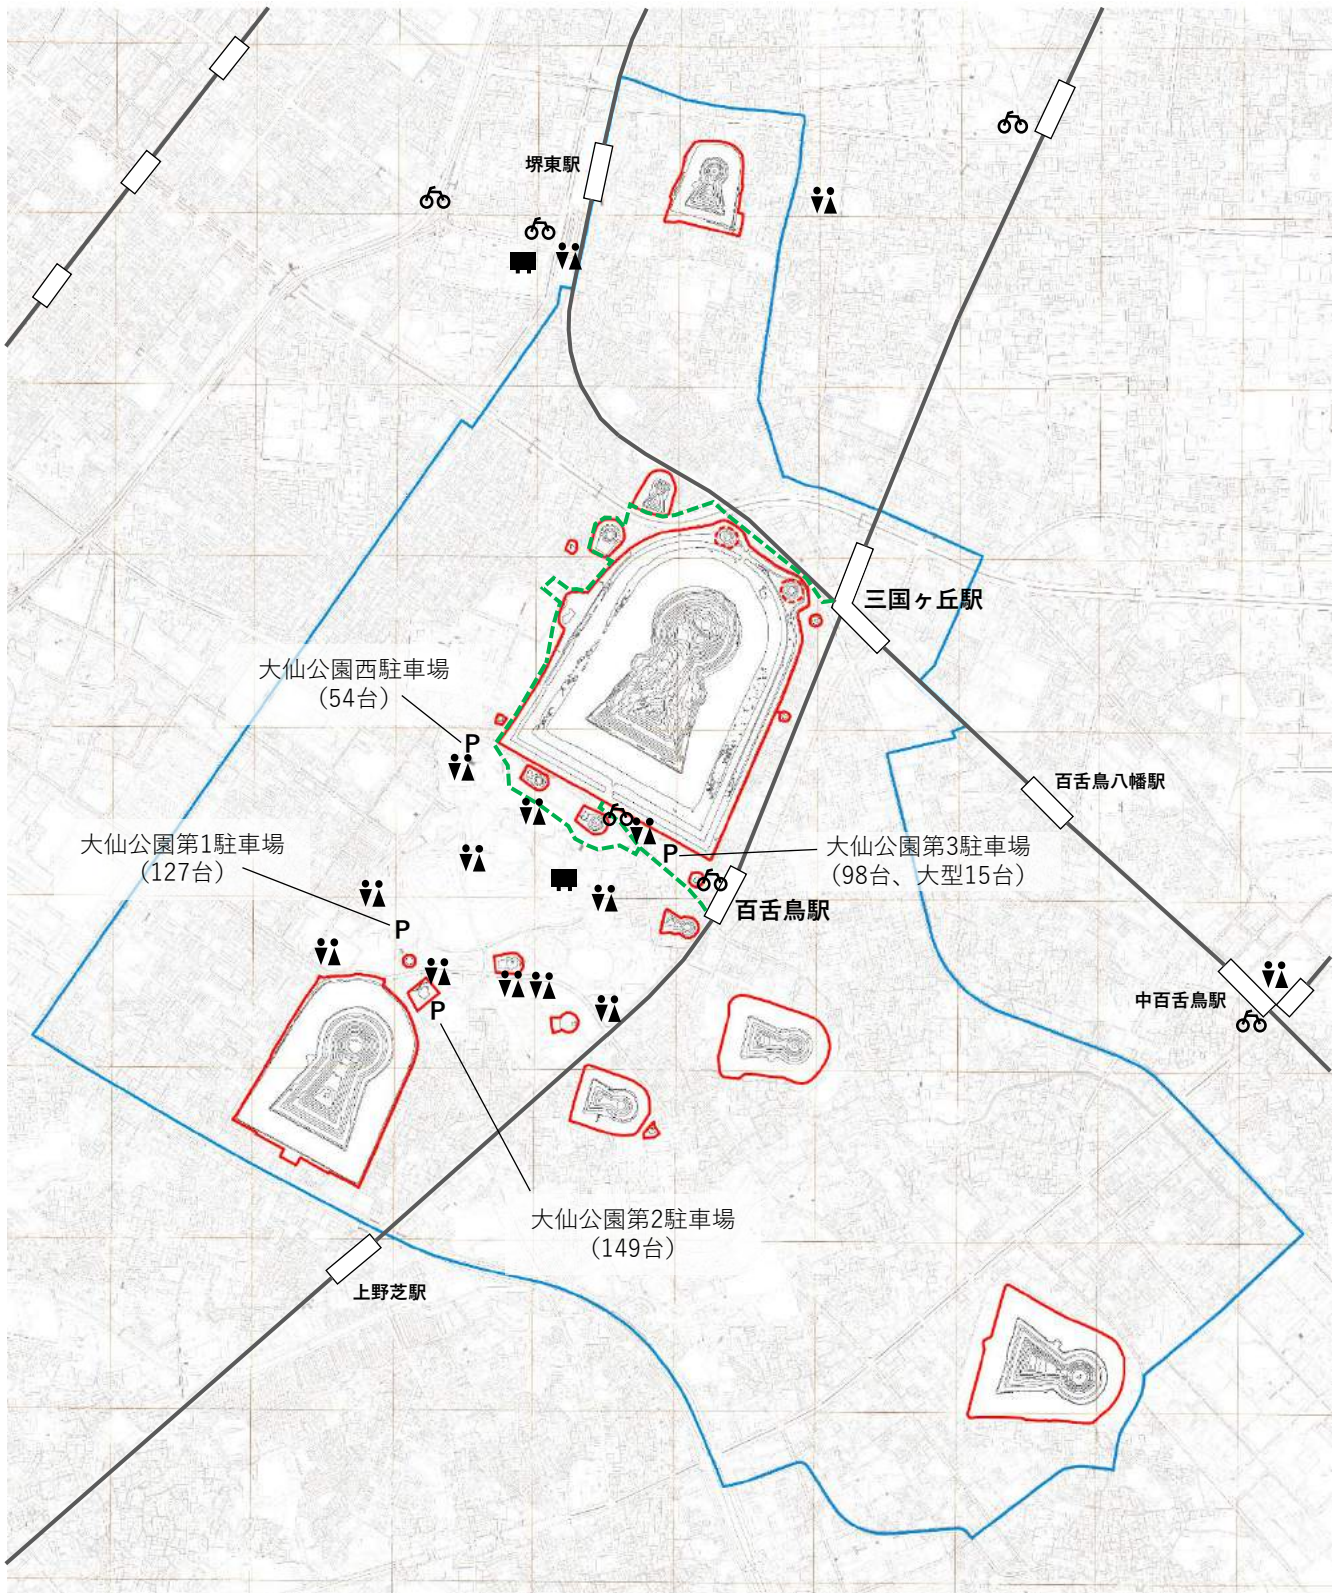 堺東駅
三国ヶ丘駅
大仙公園西駐車場
（54台）
P
百舌鳥八幡駅
大仙公園第1駐車場
（127台）
大仙公園第3駐車場
（98台、大型15台）
P
百舌鳥駅
P
中百舌鳥駅
P
大仙公園第2駐車場
（149台）
上野芝駅